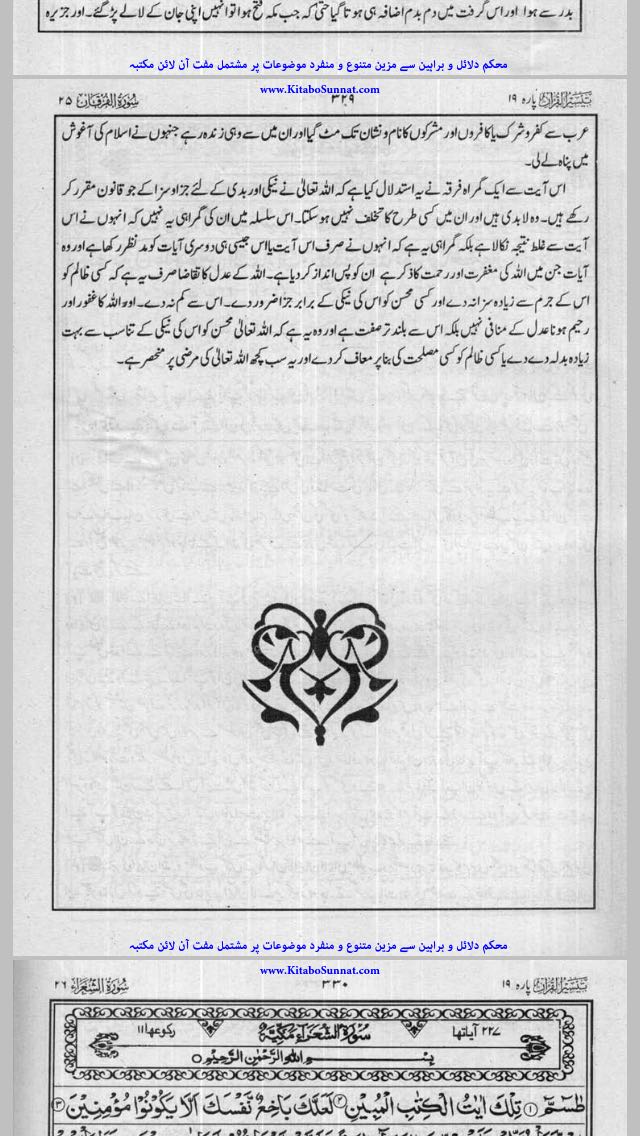 بدر سے ہوا اور اس گرفت میں دم بدم اضافہ ہی ہوتا گیا حتیٰ کہ جب مکہ فتح ہوا تو انہیں اپنی جان کے لالے پڑ گئے۔ اور جزیرہ
محکم دلائل و براہین سے مزین متنوع و منفرد موضوعات پر مشتمل مفت آن لائن مکتبہ
www.KitaboSunnat.com
تیسیر القرآن پارہ ۱۹ ۳۲۹ سورة الفرقان ۲۵
عرب سے کفر و شرک یا کافروں اور مشرکوں کا نام و نشان تک مٹ گیا اور ان میں سے وہی زندہ رہے جنہوں نے اسلام کی آغوش
میں پناہ لے لی۔
اس آیت سے ایک گمراہ فرقہ نے یہ استدلال کیا ہے کہ اللہ تعالیٰ نے نیکی اور بدی کے لئے جزا و سزا کے جو قانون مقرر کر
رکھے ہیں۔ وہ لابدی ہیں اور ان میں کسی طرح کا تخلف نہیں ہو سکتا۔ اس سلسلہ میں ان کی گمراہی یہ نہیں کہ انہوں نے اس
آیت سے غلط نتیجہ نکالا ہے بلکہ گمراہی یہ ہے کہ انہوں نے صرف اس آیت یا اس جیسی ہی دوسری آیات کو مد نظر رکھا ہے اور وہ
آیات جن میں اللہ کی مغفرت اور رحمت کا ذکر ہے ان کو پس انداز کر دیا ہے۔ اللہ کے عدل کا تقاضا صرف یہ ہے کہ کسی ظالم کو
اس کے جرم سے زیادہ سزا نہ دے اور کسی محسن کو اس کی نیکی کے برابر جزا ضرور دے۔ اس سے کم نہ دے۔ اور اللہ کا غفور اور
رحیم ہونا عدل کے منافی نہیں بلکہ اس سے بلند تر صفت ہے اور وہ یہ ہے کہ اللہ تعالیٰ محسن کو اس کی نیکی کے تناسب سے بہت
زیادہ بدلہ دے دے یا کسی ظالم کو کسی مصلحت کی بنا پر معاف کر دے اور یہ سب کچھ اللہ تعالیٰ کی مرضی پر منحصر ہے۔
محکم دلائل و براہین سے مزین متنوع و منفرد موضوعات پر مشتمل مفت آن لائن مکتبہ
www.KitaboSunnat.com
تیسیر القرآن پارہ ۱۹ ۳۳۰ سورة الشعراء ۲۶
۲۲۷ آیاتها سُورَةُ الشُّعَرَاءِ مَكِّيَّةٌ رکوعها ۱۱
بِسْمِ اللهِ الرَّحْمٰنِ الرَّحِيْمِ
طٰسٓمّٓ ۝۱ تِلْكَ اٰيٰتُ الْكِتٰبِ الْمُبِيْنِ ۝۲ لَعَلَّكَ بَاخِعٌ نَّفْسَكَ اَلَّا يَكُوْنُوْا مُؤْمِنِيْنَ ۝۳